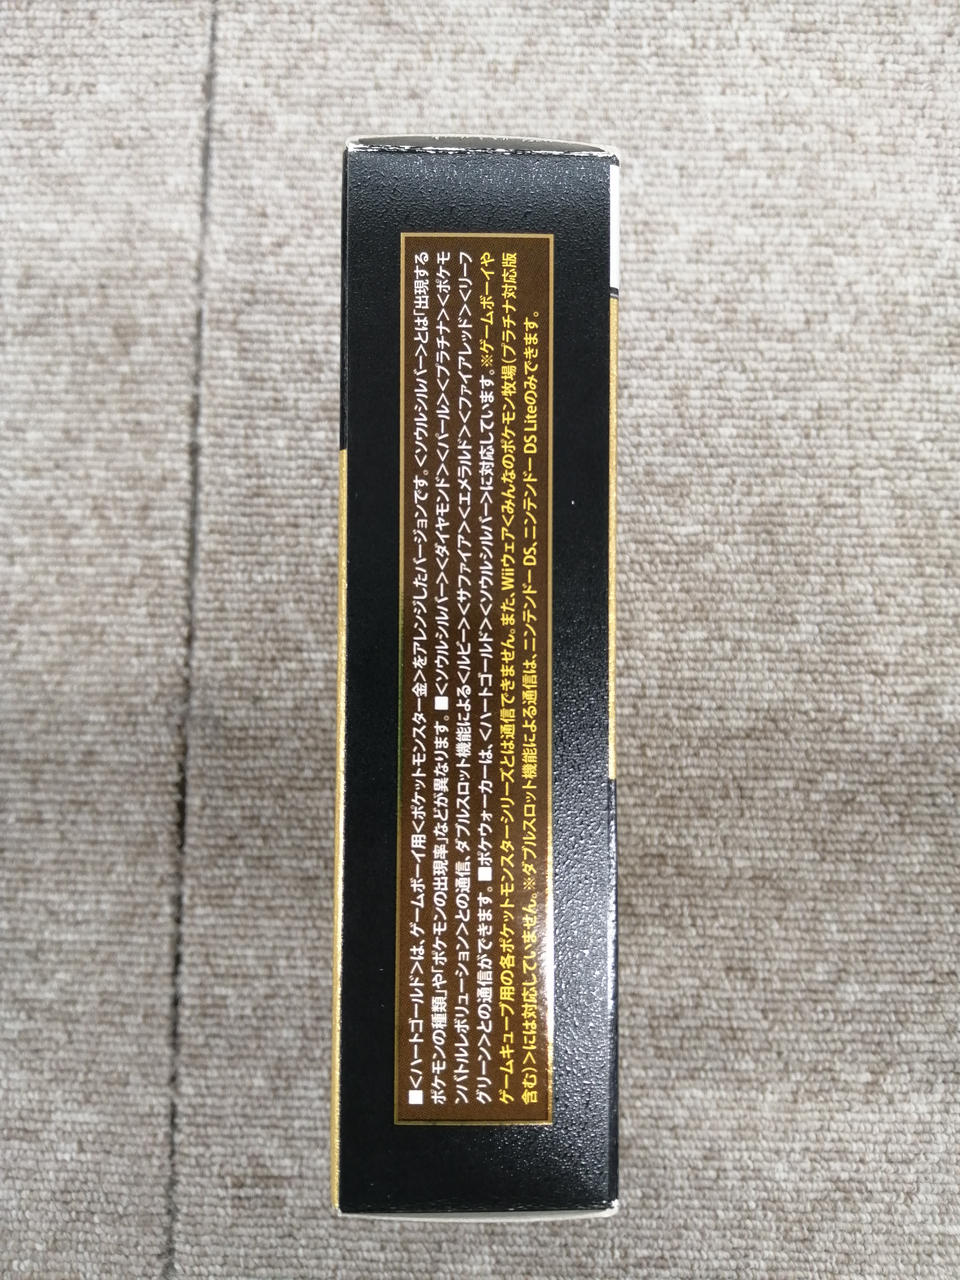 ■<ハートゴールド>は、ゲームボーイ用<ポケットモンスター金>をアレンジしたバージョンです。<ソウルシルバー>とは「出現する
ポケモンの種類」や「ポケモンの出現率」などが異なります。■<ソウルシルバー><ダイヤモンド><パール><プラチナ><ポケモ
ンバトルレボリューション>との通信、ダブルスロット機能による<ルビー><サファイア><エメラルド><ファイアレッド><リーフ
グリーン>との通信ができます。■ポケウォーカーは、<ハートゴールド><ソウルシルバー>に対応しています。※ゲームボーイや
ゲームキューブ用の各ポケットモンスターシリーズとは通信できません。また、Wiiウェア<みんなのポケモン牧場(プラチナ対応版
含む)>には対応していません。※ダブルスロット機能による通信は、ニンテンドーDS、ニンテンドーDS Liteのみでできます。